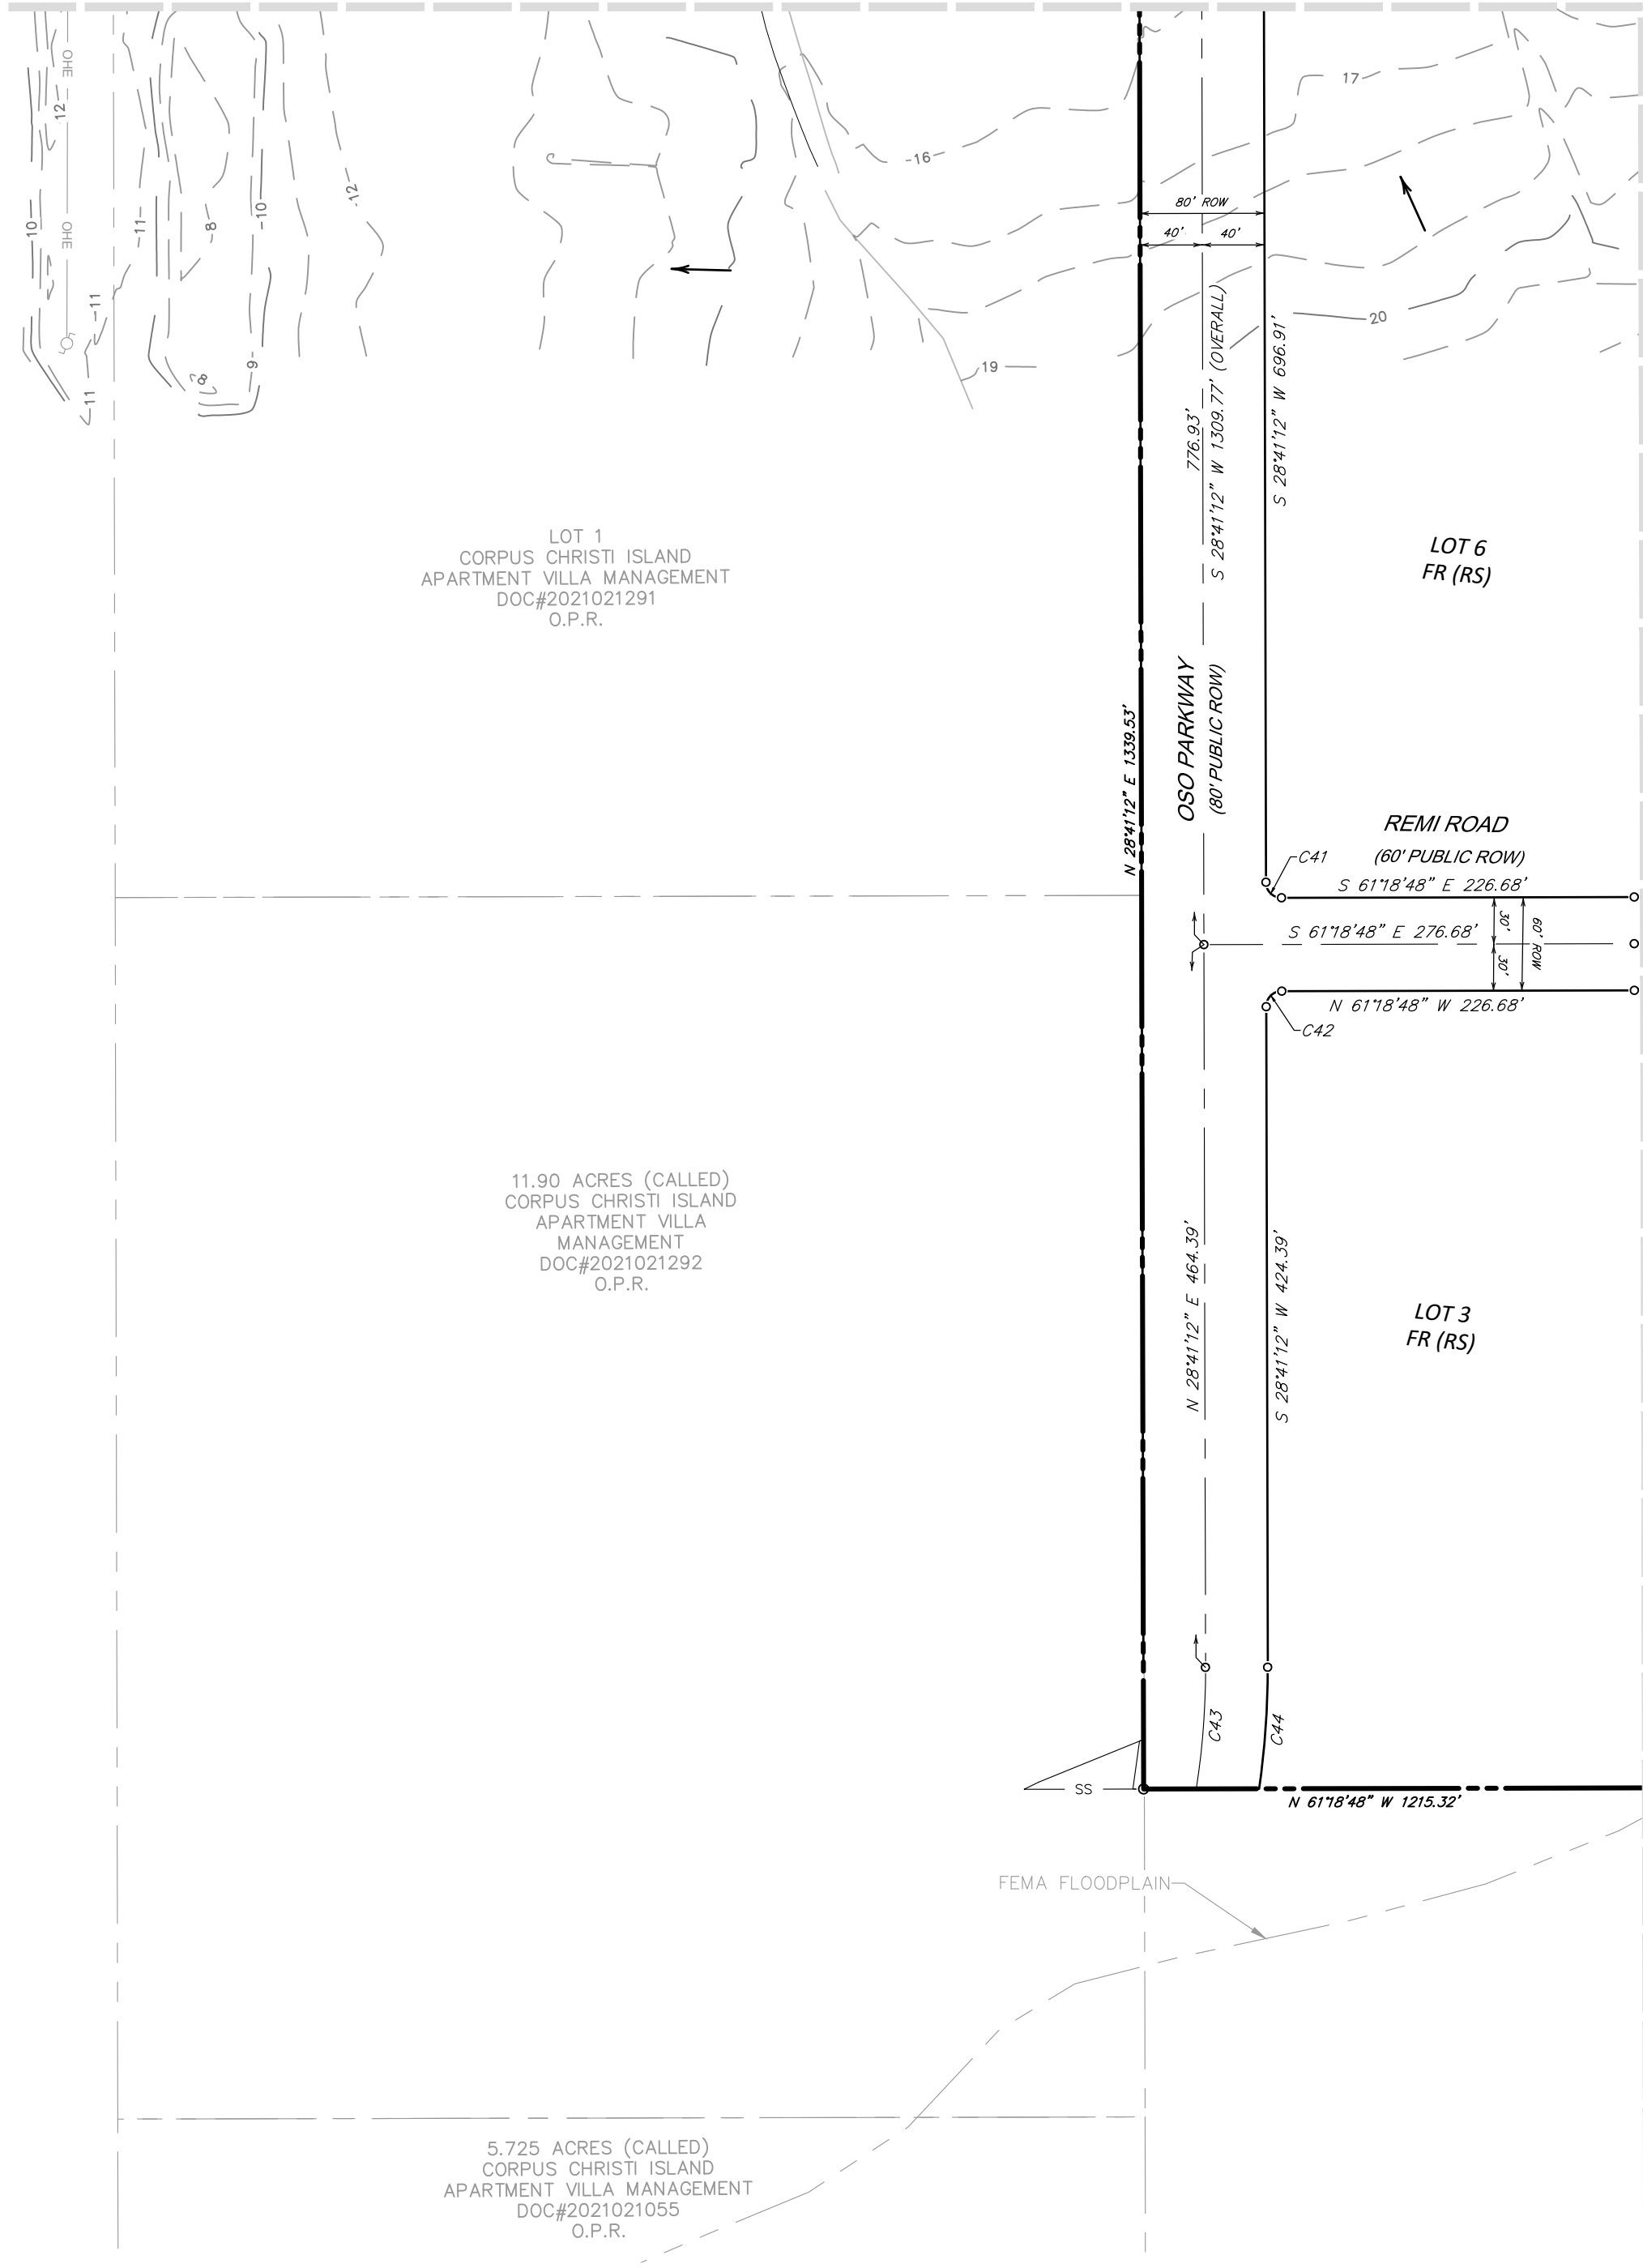 OHE
OHE
12
10
11
11
11
8
8
9
10
12
16
17
19
20
80' ROW
40'
40'
776.93'
S 28°41'12" W 1309.77' (OVERALL)
S 28°41'12" W 696.91'
LOT 1
CORPUS CHRISTI ISLAND
APARTMENT VILLA MANAGEMENT
DOC#2021021291
O.P.R.
LOT 6
FR (RS)
N 28°41'12" E 1339.53'
OSO PARKWAY
(80' PUBLIC ROW)
REMI ROAD
(60' PUBLIC ROW)
C41
S 61°18'48" E 226.68'
S 61°18'48" E 276.68'
30'
30'
60' ROW
N 61°18'48" W 226.68'
C42
11.90 ACRES (CALLED)
CORPUS CHRISTI ISLAND
APARTMENT VILLA
MANAGEMENT
DOC#2021021292
O.P.R.
N 28°41'12" E 464.39'
S 28°41'12" W 424.39'
LOT 3
FR (RS)
C43
C44
SS
N 61°18'48" W 1215.32'
FEMA FLOODPLAIN
5.725 ACRES (CALLED)
CORPUS CHRISTI ISLAND
APARTMENT VILLA MANAGEMENT
DOC#2021021055
O.P.R.